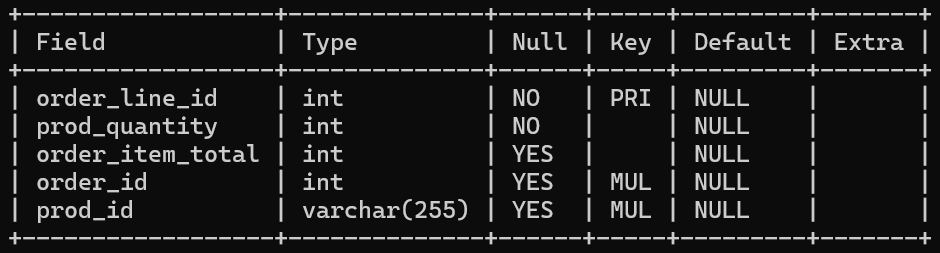 +-----------------+--------------+------+-----+---------+-------+
| Field           | Type         | Null | Key | Default | Extra |
+-----------------+--------------+------+-----+---------+-------+
| order_line_id   | int          | NO   | PRI | NULL    |       |
| prod_quantity   | int          | NO   |     | NULL    |       |
| order_item_total | int          | YES  |     | NULL    |       |
| order_id        | int          | YES  | MUL | NULL    |       |
| prod_id         | varchar(255) | YES  | MUL | NULL    |       |
+-----------------+--------------+------+-----+---------+-------+